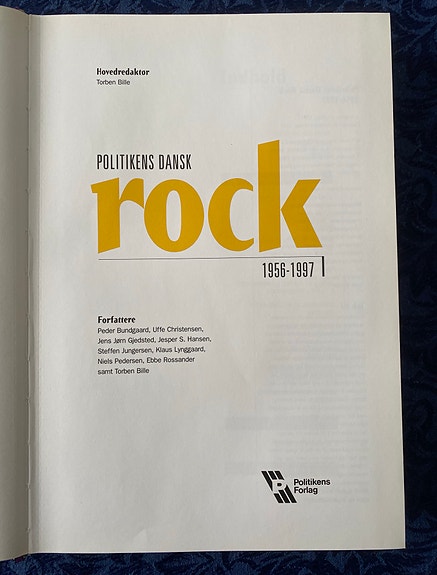 Hovedredaktør
Torben Bille
POLITIKENS DANSK
rock
1956-1997
Forfattere
Peder Bundgaard, Uffe Christensen,
Jens Jørn Gjedsted, Jesper S. Hansen,
Steffen Jungersen, Klaus Lynggaard,
Niels Pedersen, Ebbe Rossander
samt Torben Bille
Politikens
Forlag